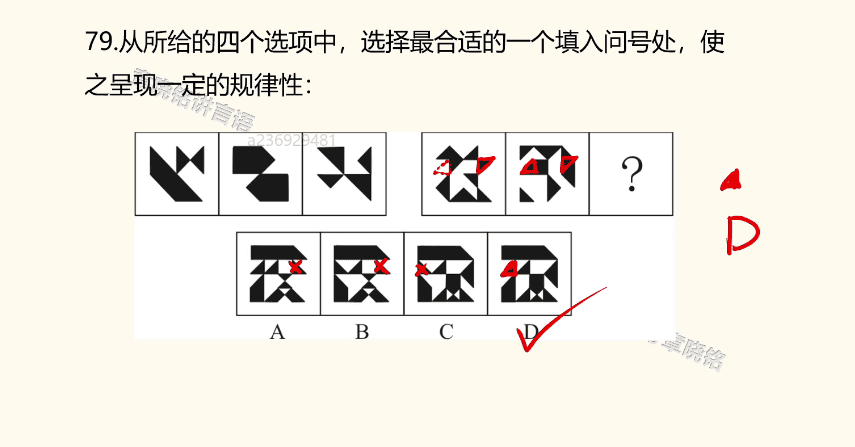 79.从所给的四个选项中，选择最合适的一个填入问号处，使
之呈现一定的规律性：
a236929481
?
A B C D
D